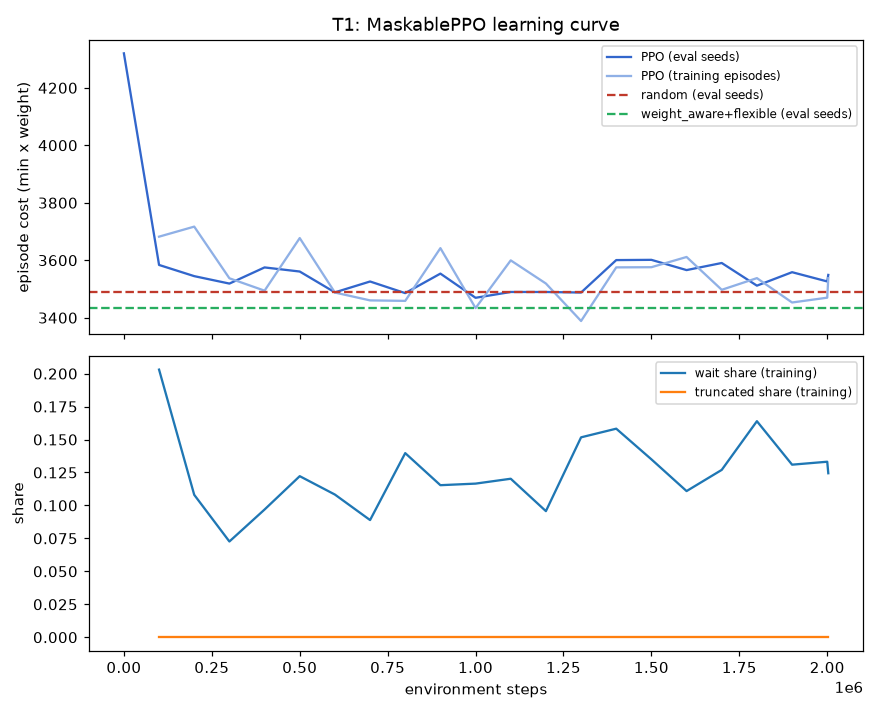 T1: MaskablePPO learning curve
episode cost (min x weight)
4200
4000
3800
3600
3400
PPO (eval seeds)
PPO (training episodes)
random (eval seeds)
weight_aware+flexible (eval seeds)
share
0.200
0.175
0.150
0.125
0.100
0.075
0.050
0.025
0.000
wait share (training)
truncated share (training)
0.00 0.25 0.50 0.75 1.00 1.25 1.50 1.75 2.00
1e6
environment steps